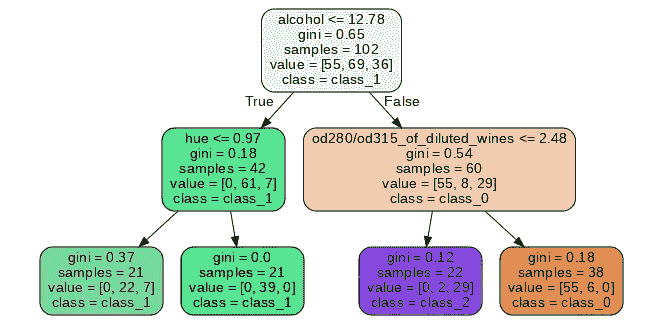 alcohol <= 12.78
gini = 0.65
samples = 102
value = [55, 69, 36]
class = class_1
True
False
hue <= 0.97
gini = 0.18
samples = 42
value = [0, 61, 7]
class = class_1
od280/od315_of_diluted_wines <= 2.48
gini = 0.54
samples = 60
value = [55, 8, 29]
class = class_0
gini = 0.37
samples = 21
value = [0, 22, 7]
class = class_1
gini = 0.0
samples = 21
value = [0, 39, 0]
class = class_1
gini = 0.12
samples = 22
value = [0, 2, 29]
class = class_2
gini = 0.18
samples = 38
value = [55, 6, 0]
class = class_0